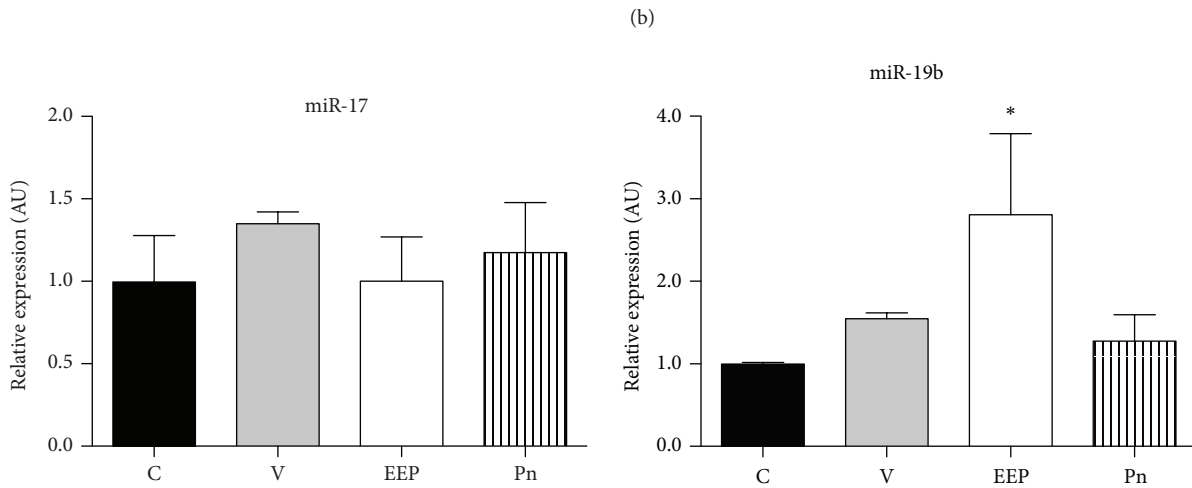 (b)
miR-17
Relative expression (AU)
2.0
1.5
1.0
0.5
0.0
C V EEP Pn
miR-19b
Relative expression (AU)
4.0
3.0
2.0
1.0
0.0
*
C V EEP Pn